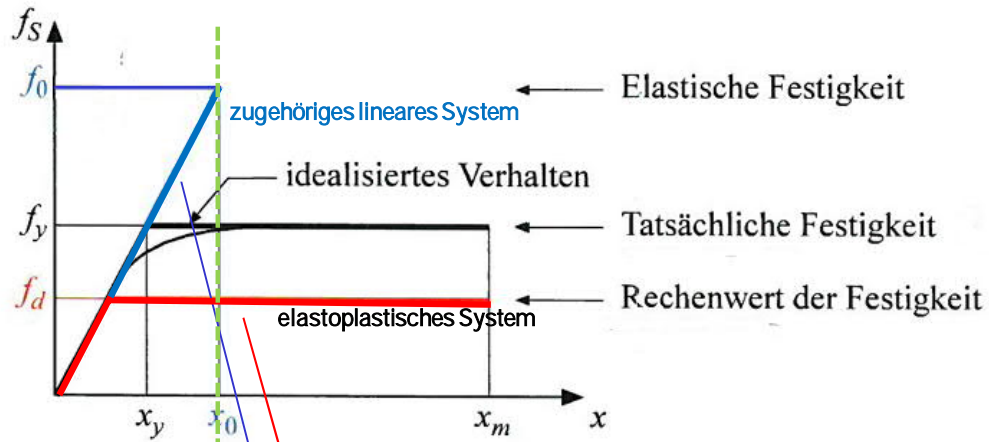 f_S
f_0
Elastische Festigkeit
zugehöriges lineares System
idealisiertes Verhalten
f_y
Tatsächliche Festigkeit
f_d
Rechenwert der Festigkeit
elastoplastisches System
x_y
x_0
x_m
x